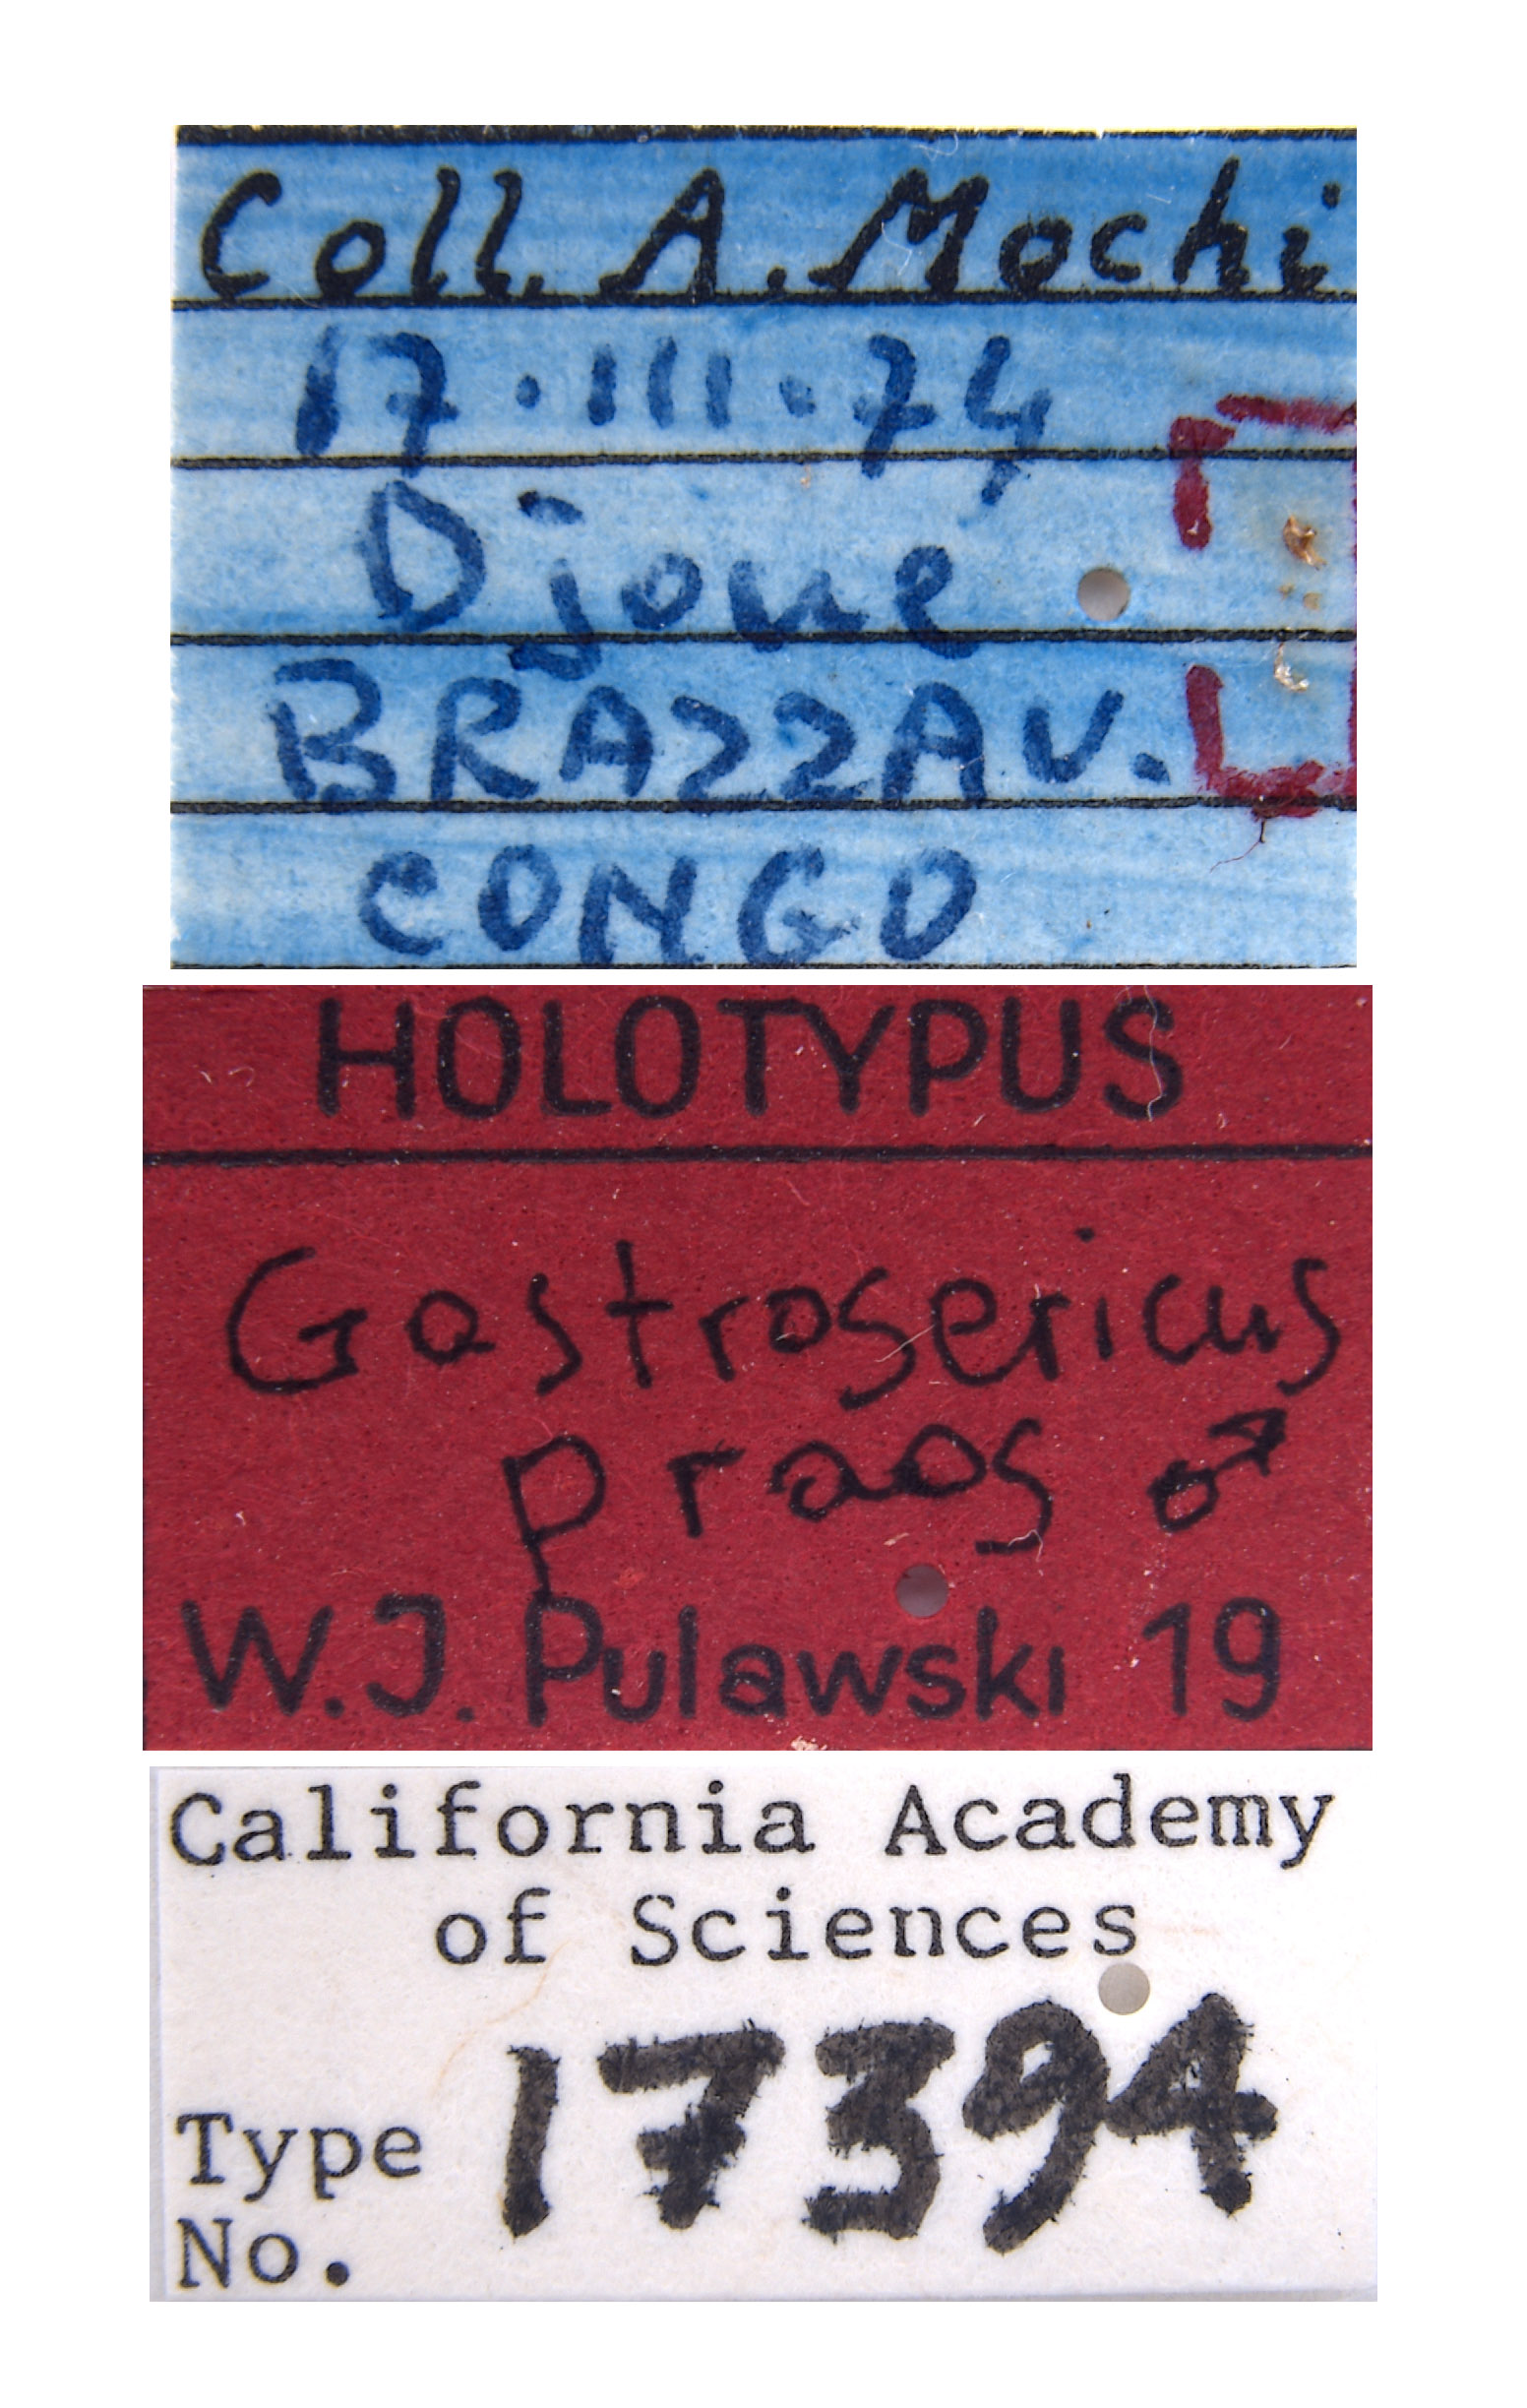 Coll. A. Mochi
17.III.74
Djoue
BRAZZAV.
CONGO
HOLOTYPUS
Gastrosericus
praos ♂
W.J. Pulawski 19
California Academy
of Sciences
Type
No. 17394